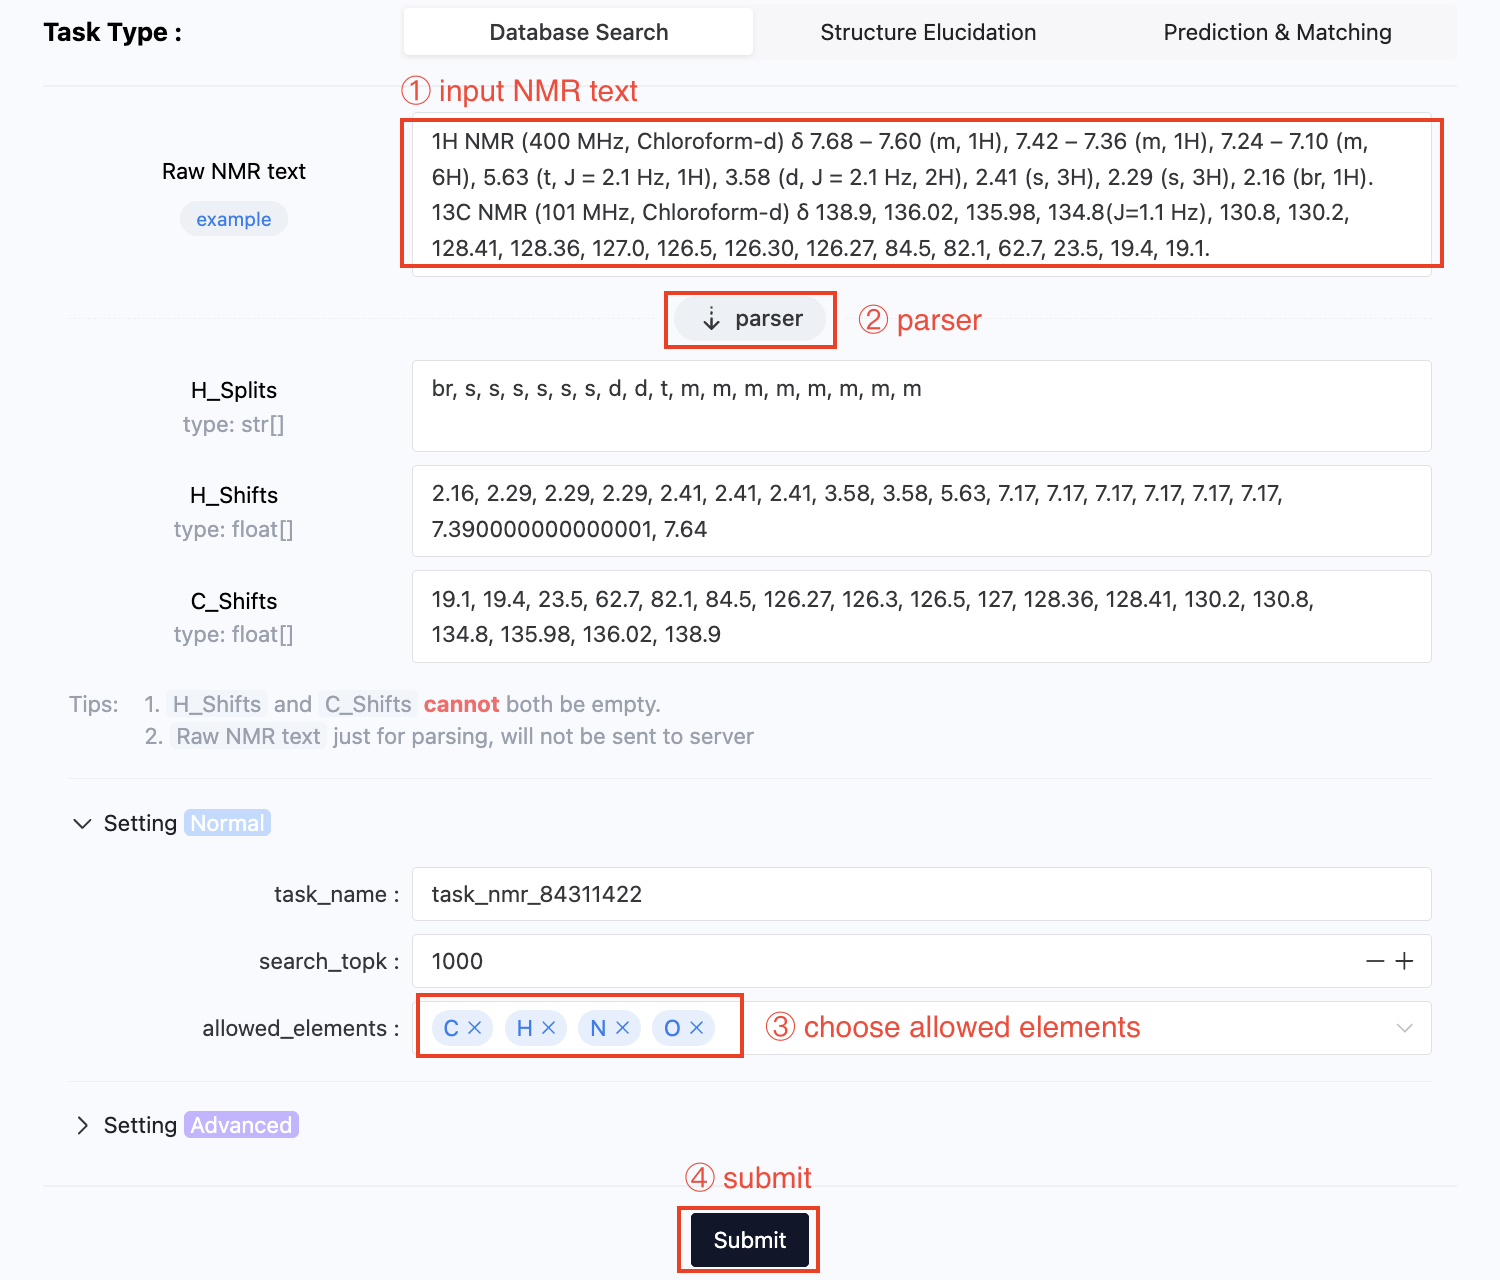 Task Type :
Database Search
Structure Elucidation
Prediction & Matching
① input NMR text
Raw NMR text
example
1H NMR (400 MHz, Chloroform-d) δ 7.68 – 7.60 (m, 1H), 7.42 – 7.36 (m, 1H), 7.24 – 7.10 (m,
6H), 5.63 (t, J = 2.1 Hz, 1H), 3.58 (d, J = 2.1 Hz, 2H), 2.41 (s, 3H), 2.29 (s, 3H), 2.16 (br, 1H).
13C NMR (101 MHz, Chloroform-d) δ 138.9, 136.02, 135.98, 134.8(J=1.1 Hz), 130.8, 130.2,
128.41, 128.36, 127.0, 126.5, 126.30, 126.27, 84.5, 82.1, 62.7, 23.5, 19.4, 19.1.
parser
② parser
H_Splits
type: str[]
br, s, s, s, s, s, s, d, d, t, m, m, m, m, m, m, m, m
H_Shifts
type: float[]
2.16, 2.29, 2.29, 2.29, 2.41, 2.41, 2.41, 3.58, 3.58, 5.63, 7.17, 7.17, 7.17, 7.17, 7.17, 7.17,
7.390000000000001, 7.64
C_Shifts
type: float[]
19.1, 19.4, 23.5, 62.7, 82.1, 84.5, 126.27, 126.3, 126.5, 127, 128.36, 128.41, 130.2, 130.8,
134.8, 135.98, 136.02, 138.9
Tips: 1. H_Shifts and C_Shifts cannot both be empty.
2. Raw NMR text just for parsing, will not be sent to server
Setting Normal
task_name :
task_nmr_84311422
search_topk :
1000
allowed_elements :
C × H × N × O ×
③ choose allowed elements
Setting Advanced
④ submit
Submit